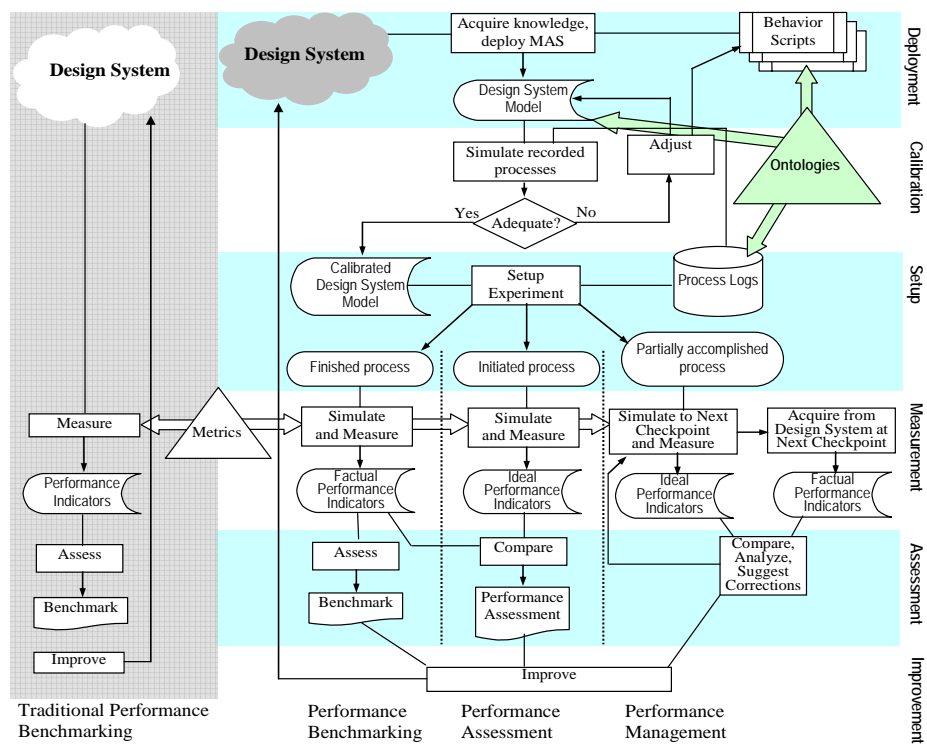 Design System
Design System
Acquire knowledge,
deploy MAS
Behavior
Scripts
Deployment
Design System
Model
Simulate recorded
processes
Adjust
Ontologies
Calibration
Yes
Adequate?
No
Calibrated
Design System
Model
Setup
Experiment
Process Logs
Setup
Finished process
Initiated process
Partially accomplished
process
Measure
Metrics
Simulate
and Measure
Simulate
and Measure
Simulate to Next
Checkpoint
and Measure
Acquire from
Design System at
Next Checkpoint
Measurement
Performance
Indicators
Factual
Performance
Indicators
Ideal
Performance
Indicators
Ideal
Performance
Indicators
Factual
Performance
Indicators
Assess
Assess
Compare
Compare,
Analyze,
Suggest
Corrections
Assessment
Benchmark
Benchmark
Performance
Assessment
Improve
Improve
Improvement
Traditional Performance
Benchmarking
Performance
Benchmarking
Performance
Assessment
Performance
Management